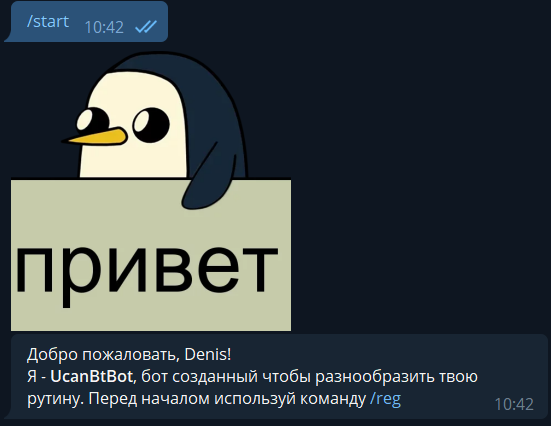 /start 10:42
привет
Добро пожаловать, Denis!
Я - UcanBtBot, бот созданный чтобы разнообразить твою
рутину. Перед началом используй команду /reg
10:42